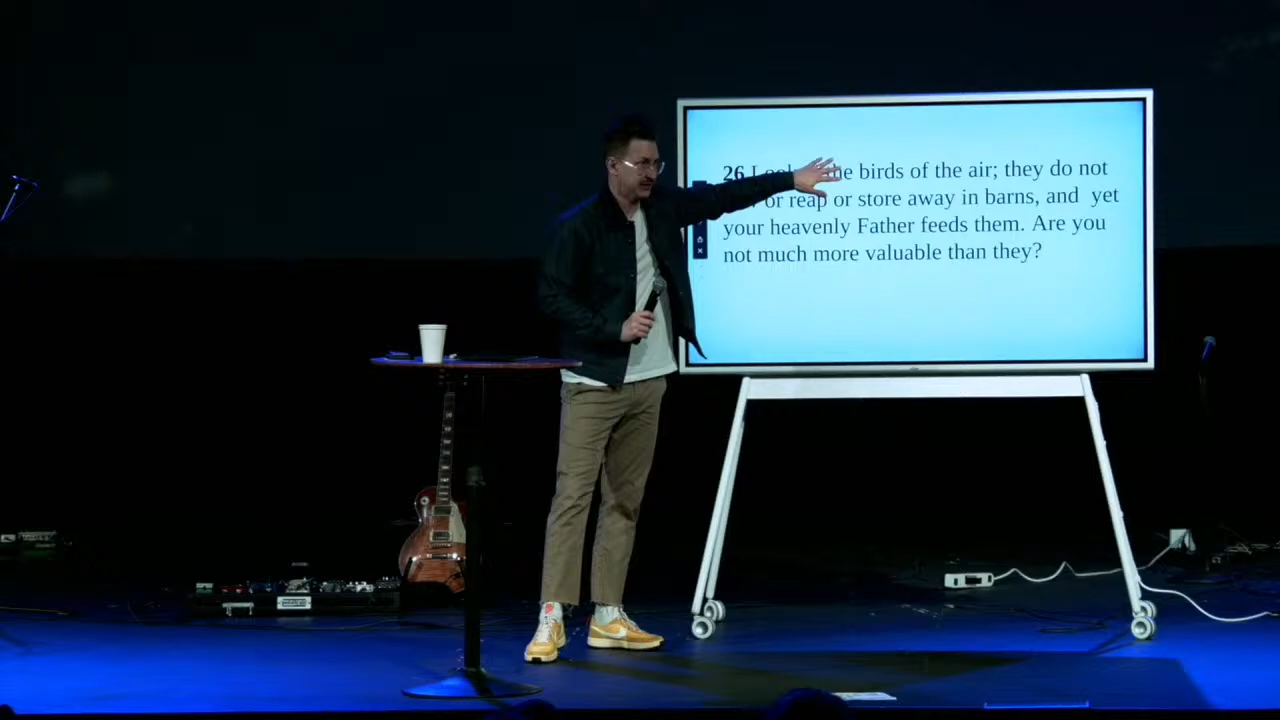 26 Look the birds of the air; they do not
or reap or store away in barns, and yet
your heavenly Father feeds them. Are you
not much more valuable than they?